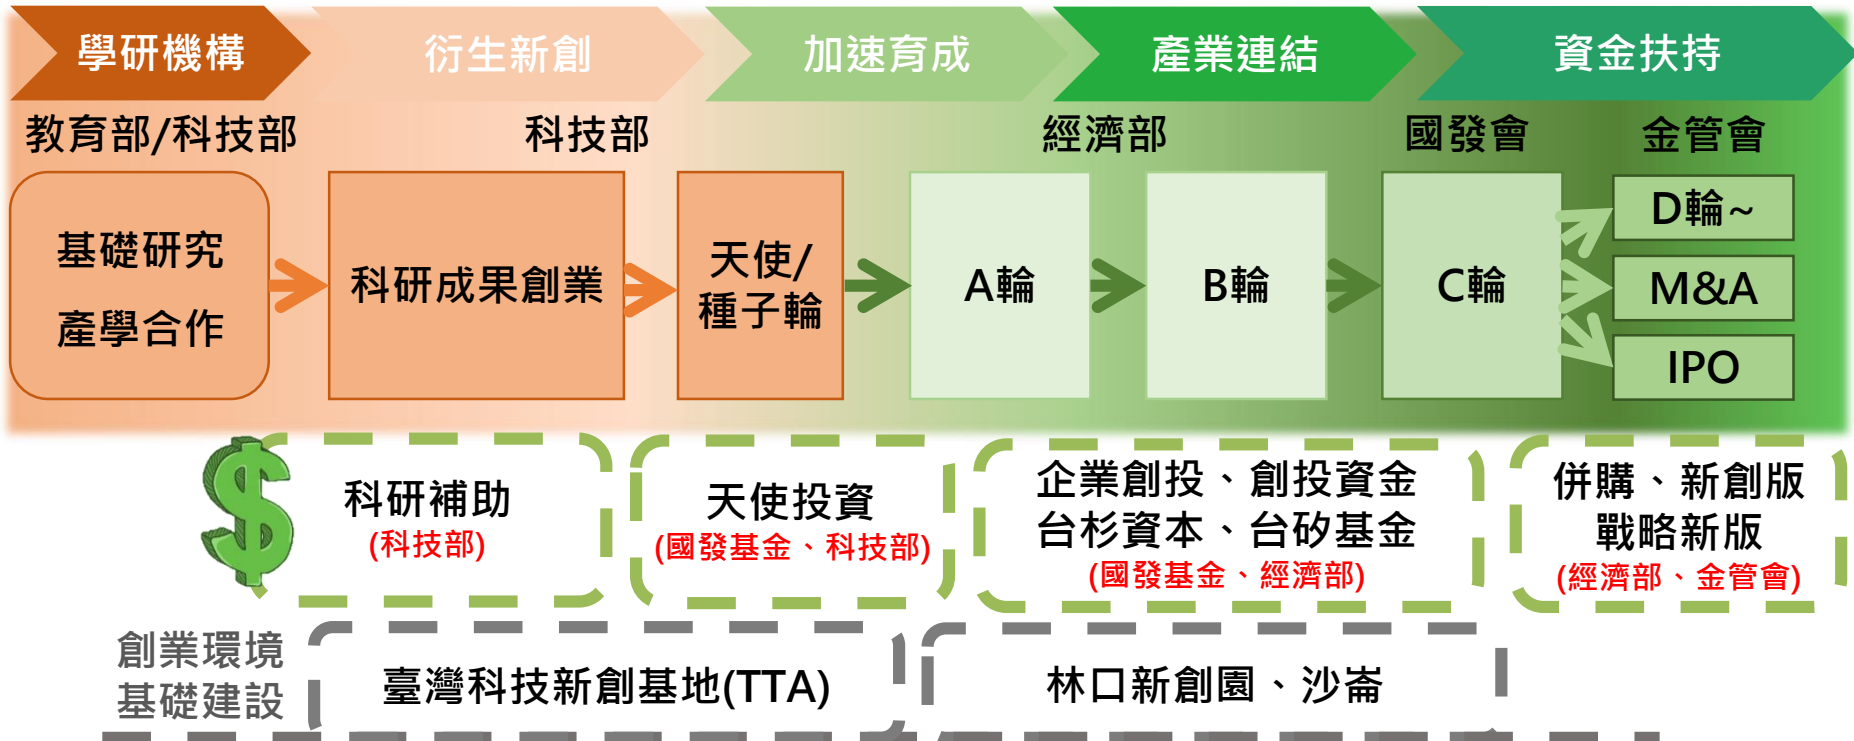 學研機構
衍生新創
加速育成
產業連結
資金扶持
教育部/科技部
科技部
經濟部
國發會
金管會
基礎研究
產學合作
科研成果創業
天使/
種子輪
A輪
B輪
C輪
D輪~
M&A
IPO
科研補助
(科技部)
天使投資
(國發基金、科技部)
企業創投、創投資金
台杉資本、台矽基金
(國發基金、經濟部)
併購、新創版
戰略新版
(經濟部、金管會)
創業環境
基礎建設
臺灣科技新創基地(TTA)
林口新創園、沙崙